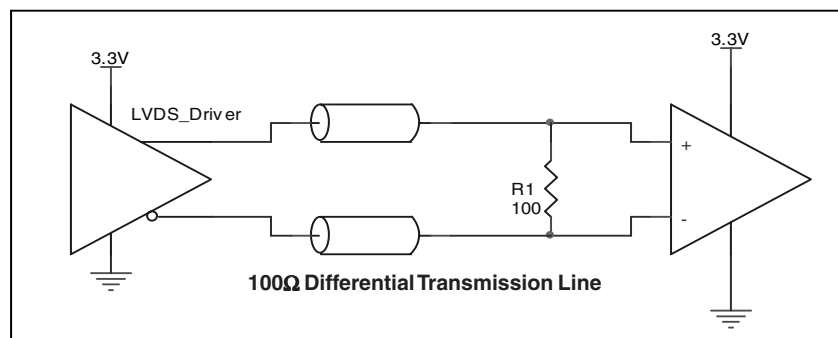 3.3V
3.3V
LVDS_Driver
+
R1
100
-
100Ω Differential Transmission Line